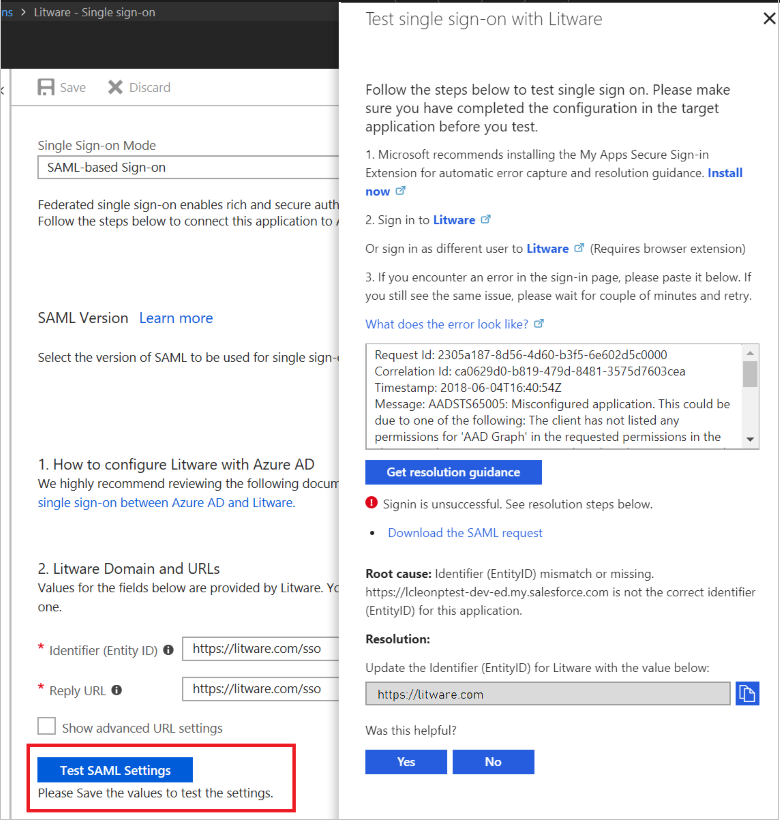 ns > Litware - Single sign-on
Save
Discard
Single Sign-on Mode
SAML-based Sign-on
Federated single sign-on enables rich and secure auth
Follow the steps below to connect this application to A
SAML Version Learn more
Select the version of SAML to be used for single sign-
1. How to configure Litware with Azure AD
We highly recommend reviewing the following docum
single sign-on between Azure AD and Litware.
2. Litware Domain and URLs
Values for the fields below are provided by Litware. Yo
one.
* Identifier (Entity ID)
https://litware.com/sso
* Reply URL
https://litware.com/sso
Show advanced URL settings
Test SAML Settings
Please Save the values to test the settings.
Test single sign-on with Litware
Follow the steps below to test single sign on. Please make
sure you have completed the configuration in the target
application before you test.
1. Microsoft recommends installing the My Apps Secure Sign-in
Extension for automatic error capture and resolution guidance. Install
now
2. Sign in to Litware
Or sign in as different user to Litware (Requires browser extension)
3. If you encounter an error in the sign-in page, please paste it below. If
you still see the same issue, please wait for couple of minutes and retry.
What does the error look like?
Request Id: 2305a187-8d56-4d60-b3f5-6e602d5c0000
Correlation Id: ca0629d0-b819-479d-8481-3575d7603cea
Timestamp: 2018-06-04T16:40:54Z
Message: AADSTS65005: Misconfigured application. This could be
due to one of the following: The client has not listed any
permissions for 'AAD Graph' in the requested permissions in the
Get resolution guidance
Signin is unsuccessful. See resolution steps below.
• Download the SAML request
Root cause: Identifier (EntityID) mismatch or missing.
https://lcleonptest-dev-ed.my.salesforce.com is not the correct identifier
(EntityID) for this application.
Resolution:
Update the Identifier (EntityID) for Litware with the value below:
https://litware.com
Was this helpful?
Yes
No